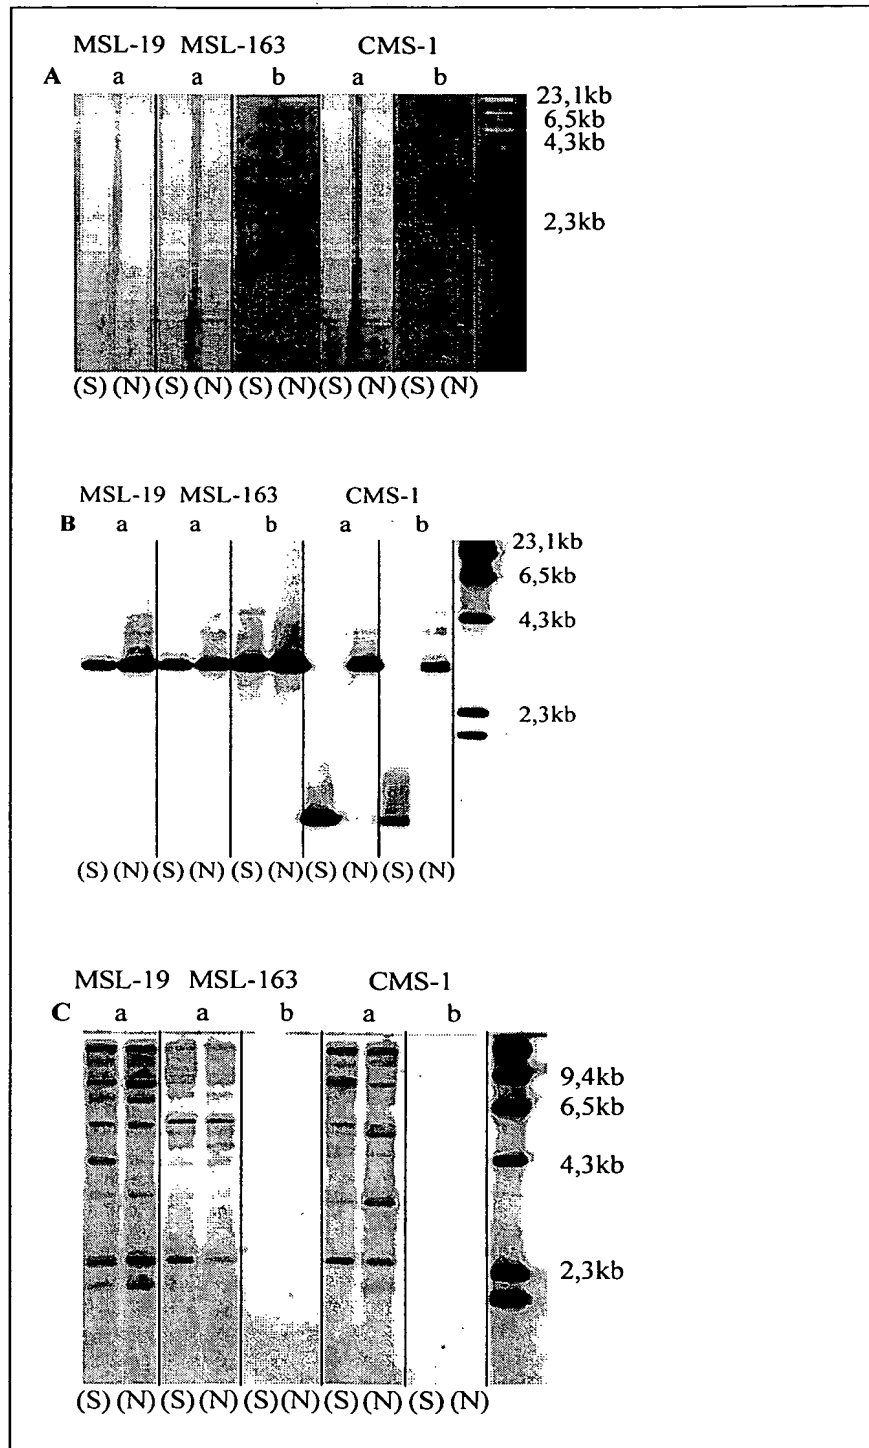 MSL-19 MSL-163 CMS-1
A a a b a b
23,1kb
6,5kb
4,3kb
2,3kb
(S) (N) (S) (N) (S) (N) (S) (N) (S) (N)
MSL-19 MSL-163 CMS-1
B a a b a b
23,1kb
6,5kb
4,3kb
2,3kb
(S) (N) (S) (N) (S) (N) (S) (N) (S) (N)
MSL-19 MSL-163 CMS-1
C a a b a b
9,4kb
6,5kb
4,3kb
2,3kb
(S) (N) (S) (N) (S) (N) (S) (N) (S) (N)